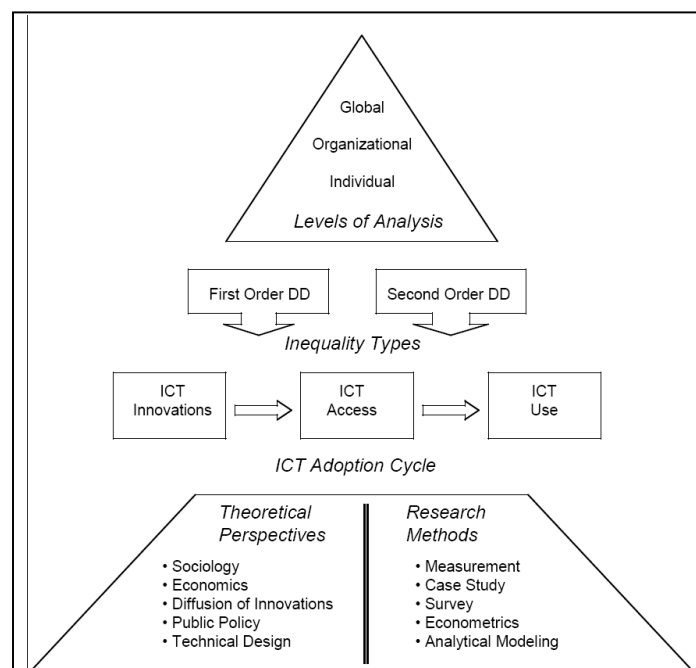 Global
Organizational
Individual
Levels of Analysis
First Order DD
Second Order DD
Inequality Types
ICT
Innovations
ICT
Access
ICT
Use
ICT Adoption Cycle
Theoretical
Perspectives
• Sociology
• Economics
• Diffusion of Innovations
• Public Policy
• Technical Design
Research
Methods
• Measurement
• Case Study
• Survey
• Econometrics
• Analytical Modeling